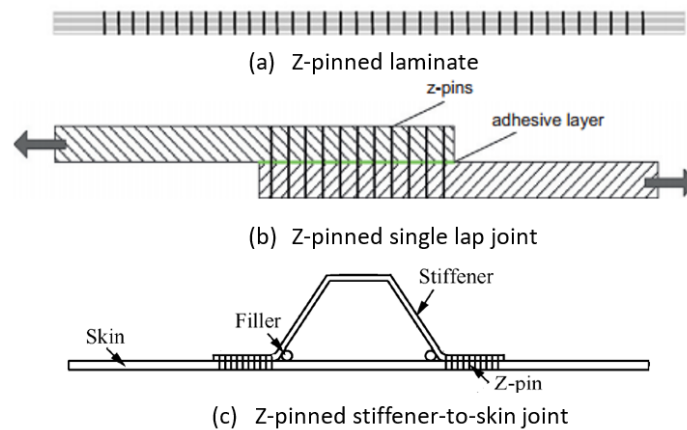 (a) Z-pinned laminate
z-pins
adhesive layer
(b) Z-pinned single lap joint
Stiffener
Filler
Skin
Z-pin
(c) Z-pinned stiffener-to-skin joint